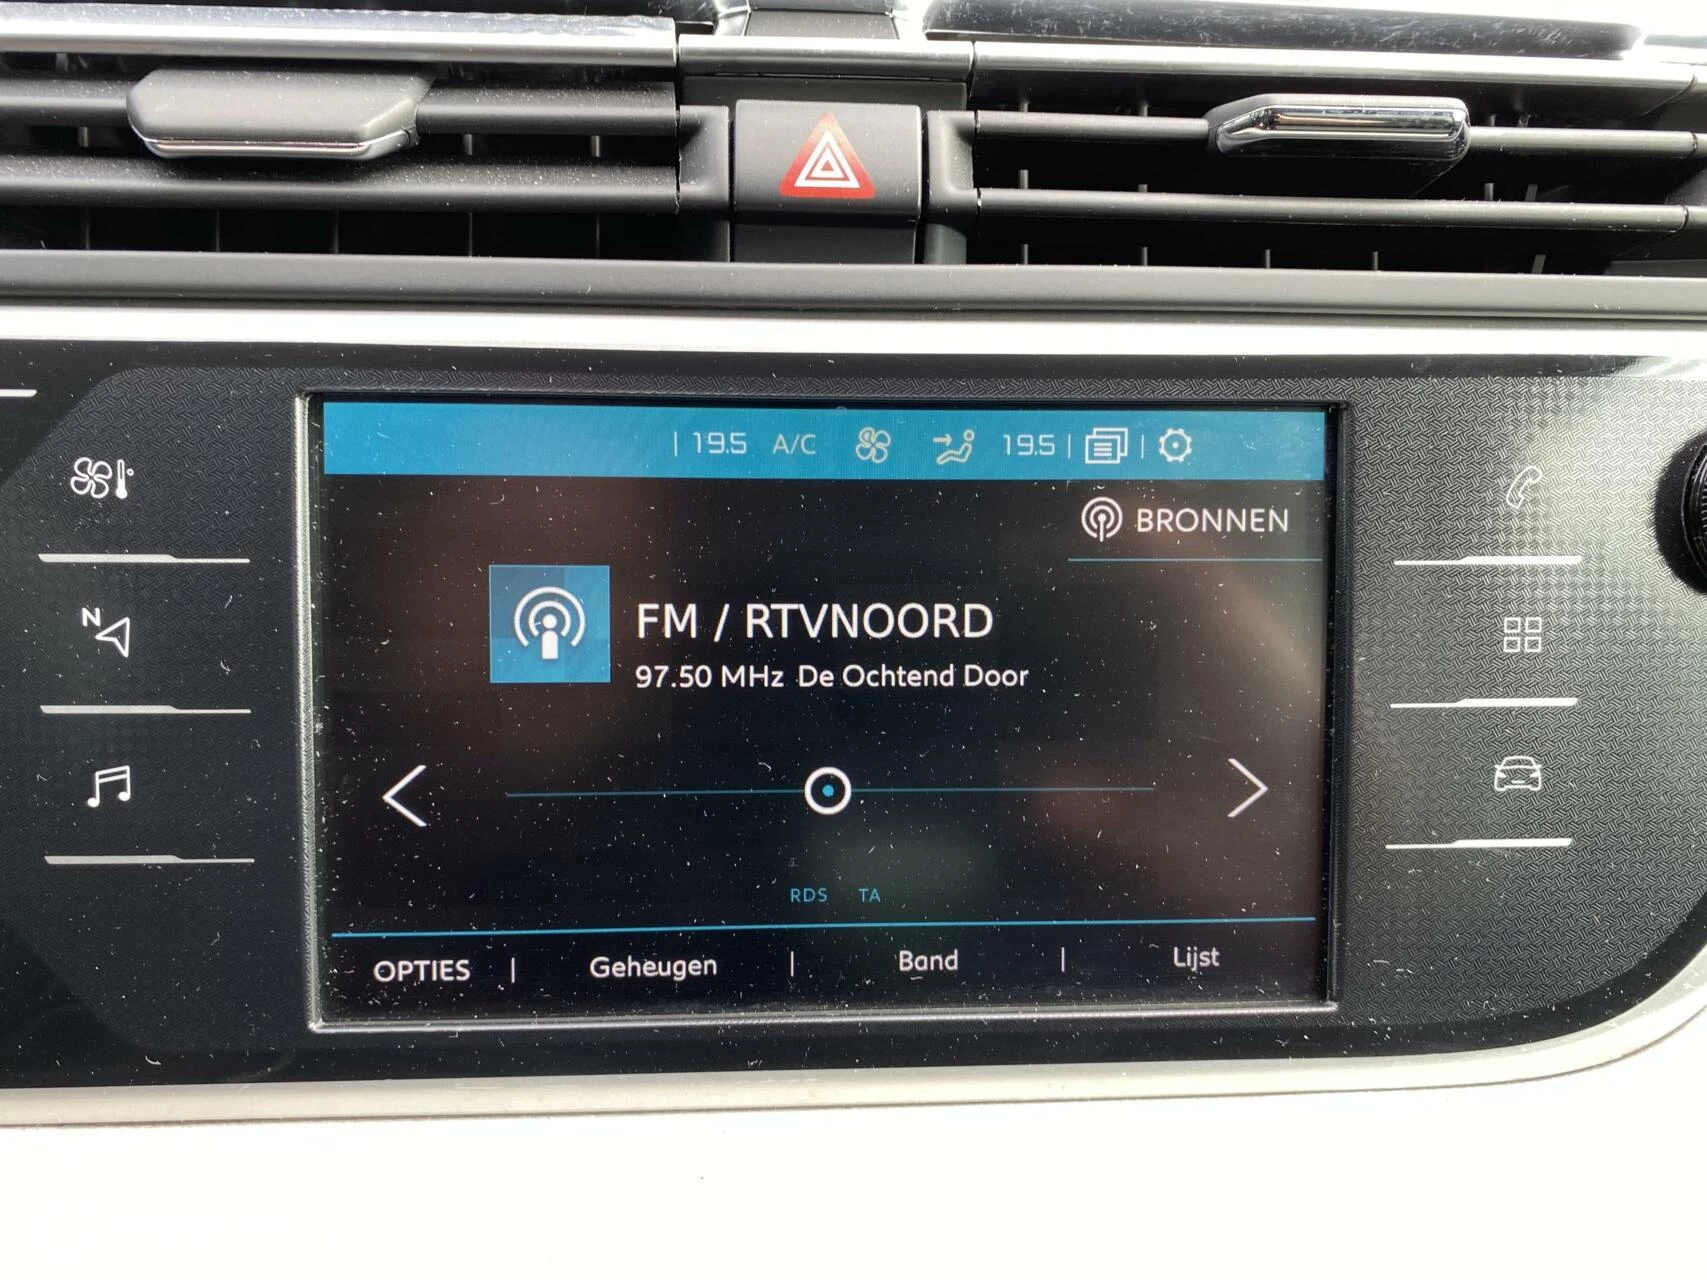 19.5 A/C 19.5
BRONNEN
FM / RTVNOORD
97.50 MHz De Ochtend Door
N
RDS TA
OPTIES | Geheugen | Band | Lijst